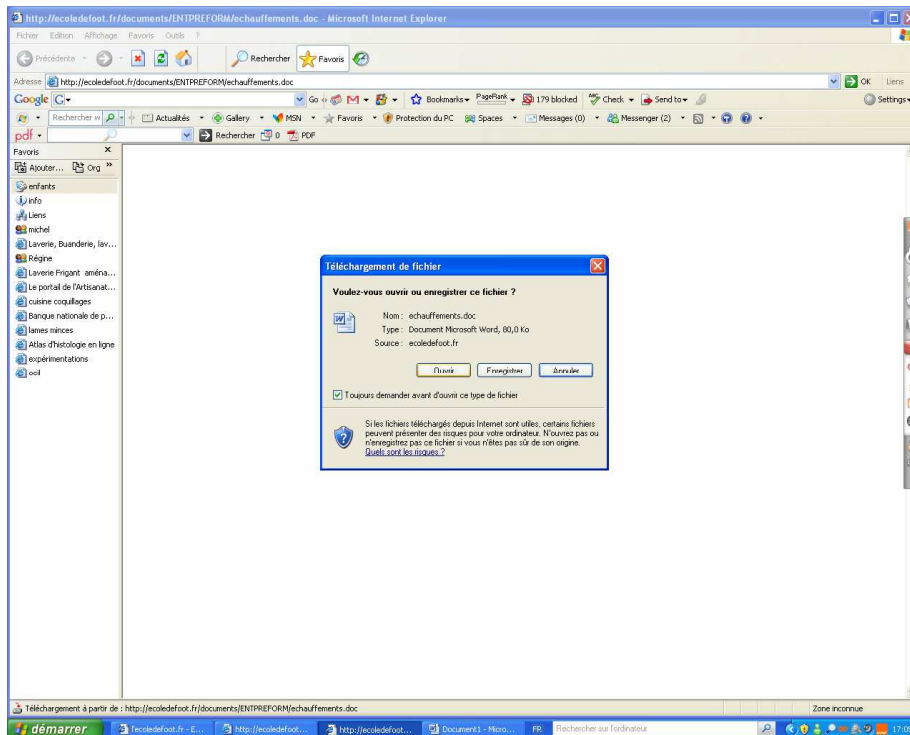 http://ecoledefoot.fr/documents/ENTPREFORM/echauffements.doc - Microsoft Internet Explorer
Fichier Edition Affichage Favoris Outils ?
Précédente Rechercher Favoris
Adresse http://ecoledefoot.fr/documents/ENTPREFORM/echauffements.doc OK Liens
Google G Go Bookmarks PageRank 179 blocked Check Send to Settings
Rechercher w Actualités Gallery MSN Favoris Protection du PC Spaces Messages (0) Messenger (2)
pdf Rechercher 0 PDF
Favoris
Ajouter... Org
enfants
info
Liens
michel
Laverie, Buanderie, lav...
Régine
Laverie Frigant aména...
Le portail de l'Artisanat...
cuisine coquillages
Banque nationale de p...
lames minces
Atlas d'histologie en ligne
expérimentations
Téléchargement de fichier
Voulez-vous ouvrir ou enregistrer ce fichier ?
Nom : echauffements.doc
Type : Document Microsoft Word, 80,0 Ko
Source : ecoledefoot.fr
Ouvrir Enregistrer Annuler
Toujours demander avant d'ouvrir ce type de fichier
Si les fichiers téléchargés depuis Internet sont utiles, certains fichiers
peuvent présenter des risques pour votre ordinateur. N'ouvrez pas ou
n'enregistrez pas ce fichier si vous n'êtes pas sûr de son origine.
Quels sont les risques ?
Téléchargement à partir de : http://ecoledefoot.fr/documents/ENTPREFORM/echauffements.doc Zone inconnue
démarrer l'ecoledefoot.fr - E... http://ecoledefoot... http://ecoledefoot... Document1 - Micro... FR Rechercher sur l'ordinateur